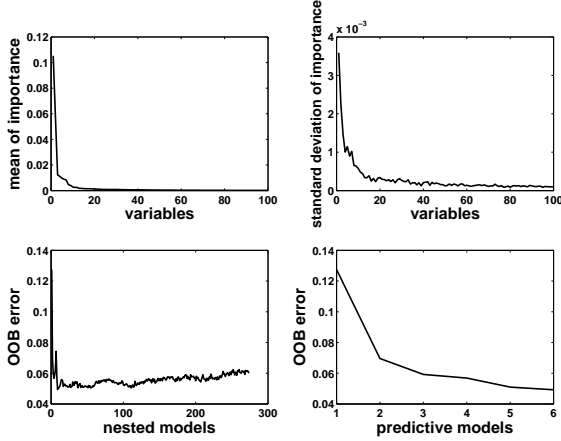 mean of importance
0.12
0.1
0.08
0.06
0.04
0.02
0
0 20 40 60 80 100
variables
standard deviation of importance
x 10-3
4
3
2
1
0
0 20 40 60 80 100
variables
OOB error
0.14
0.12
0.1
0.08
0.06
0.04
0 100 200 300
nested models
OOB error
0.14
0.12
0.1
0.08
0.06
0.04
1 2 3 4 5 6
predictive models